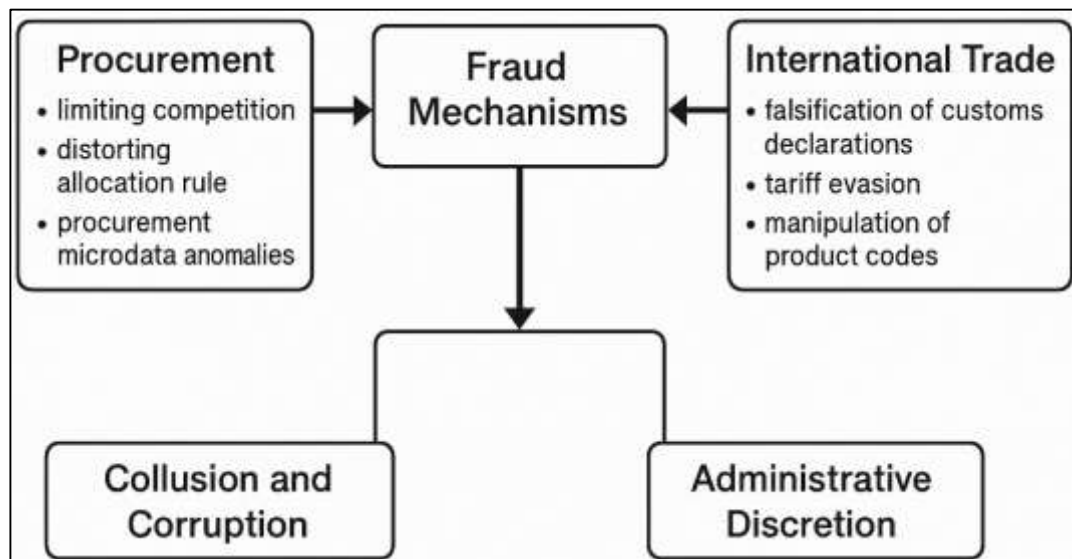 Procurement
• limiting competition
• distorting
allocation rule
• procurement
microdata anomalies
Fraud
Mechanisms
International Trade
• falsification of customs
declarations
• tariff evasion
• manipulation of
product codes
Collusion and
Corruption
Administrative
Discretion